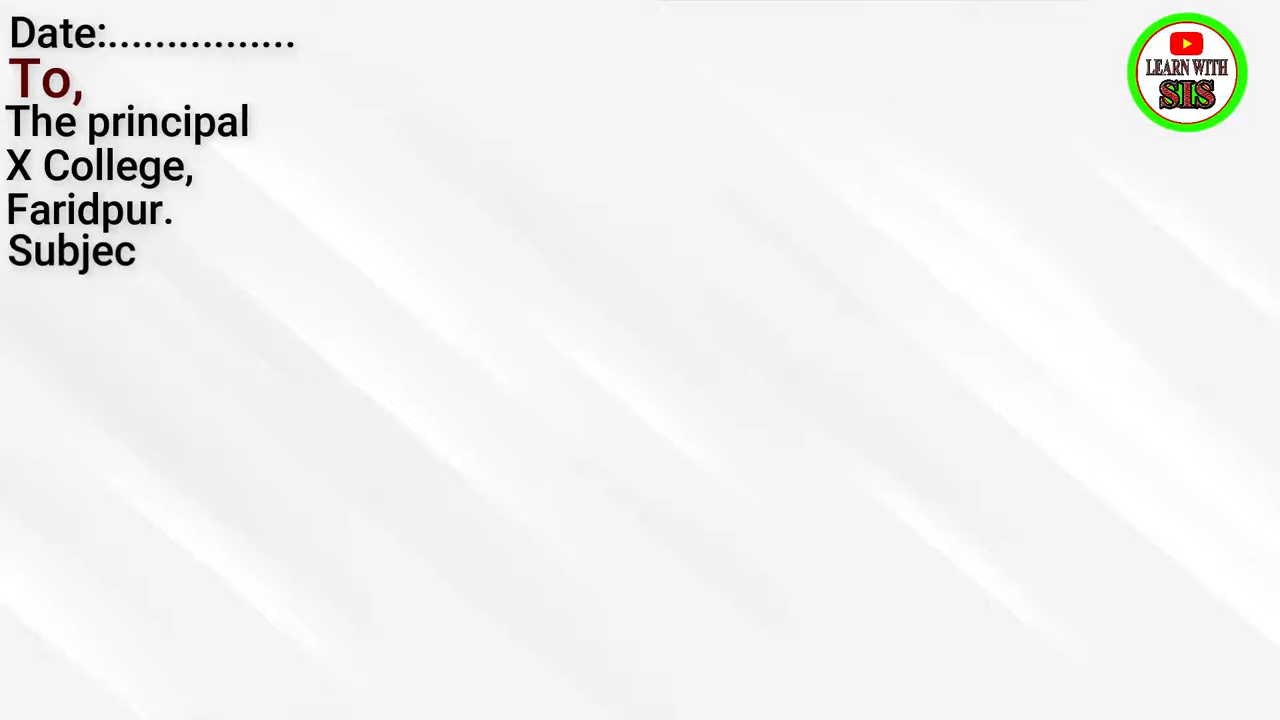 Date:................
To,
The principal
X College,
Faridpur.
Subjec
LEARN WITH
SIS